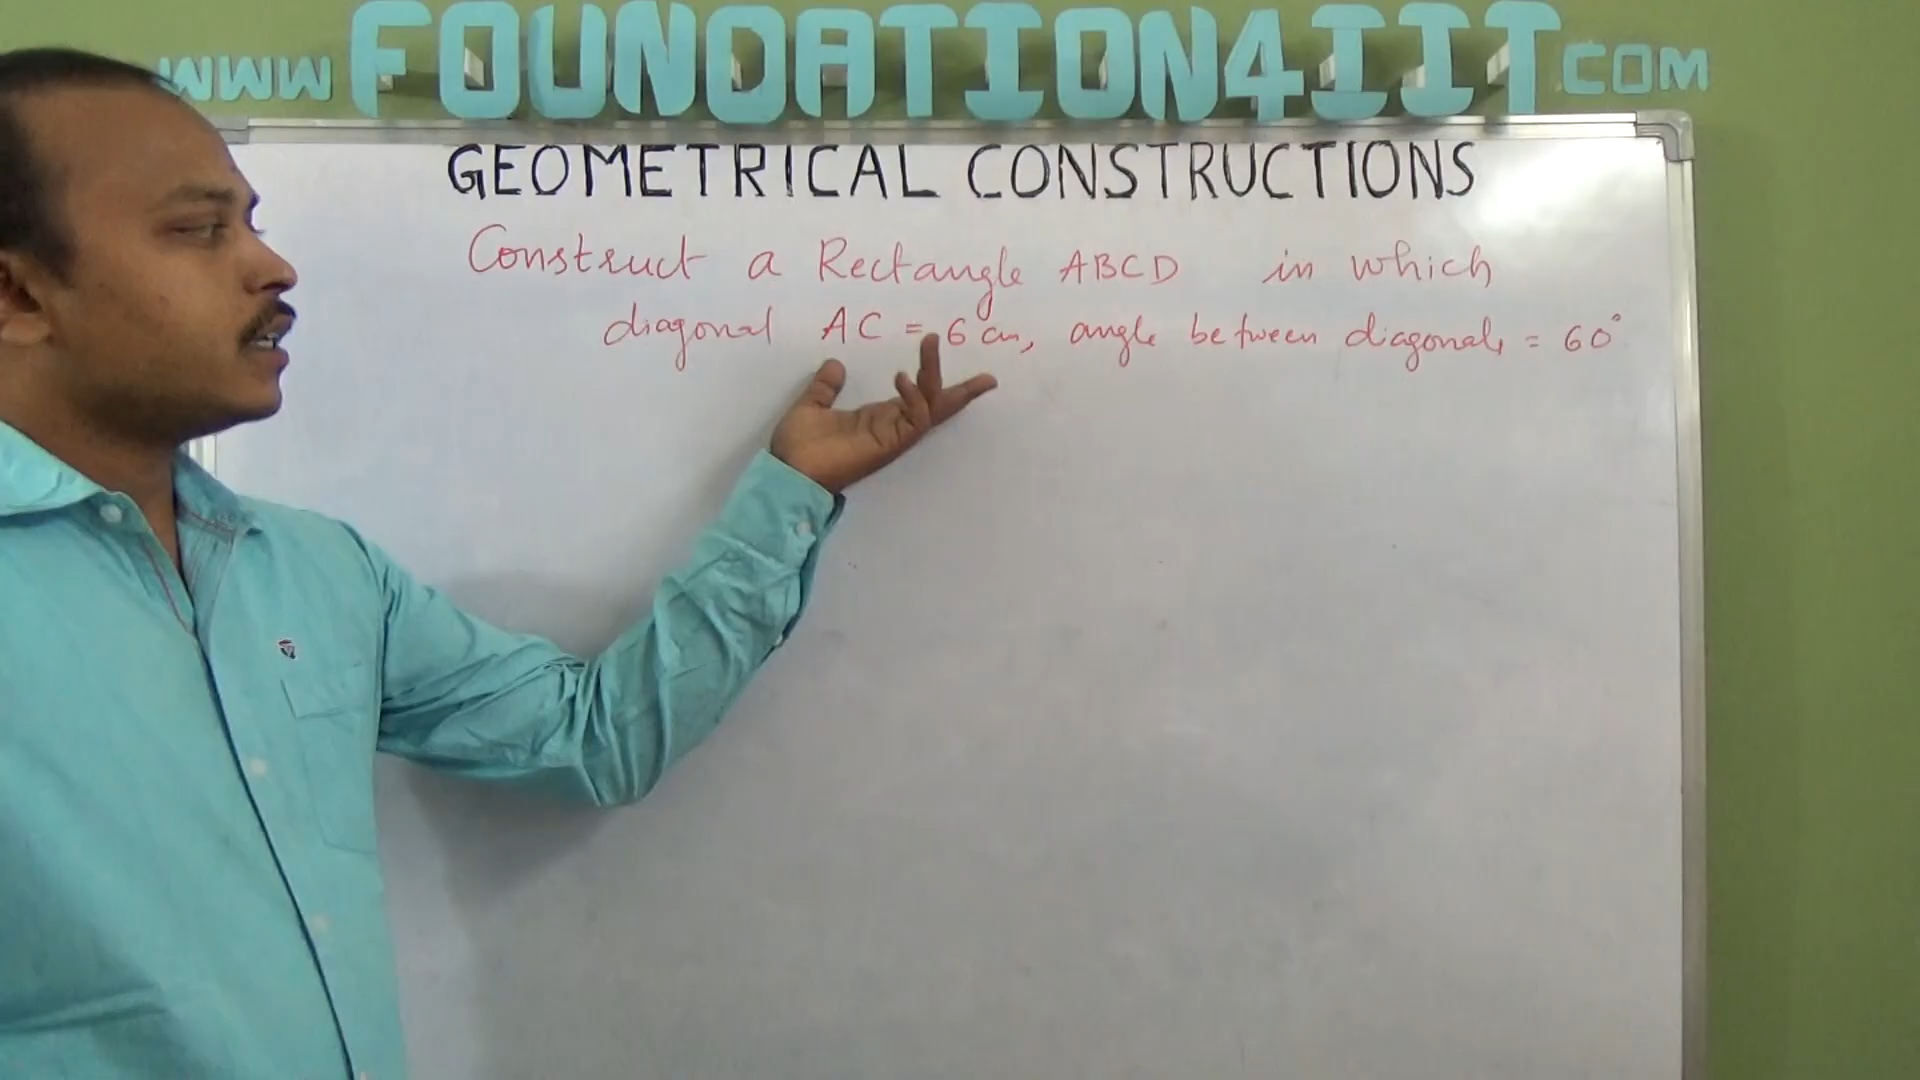 WWW FOUNDATION4IIT.COM
GEOMETRICAL CONSTRUCTIONS
Construct a Rectangle ABCD in which
diagonal AC = 6 cm, angle between diagonals = 60°